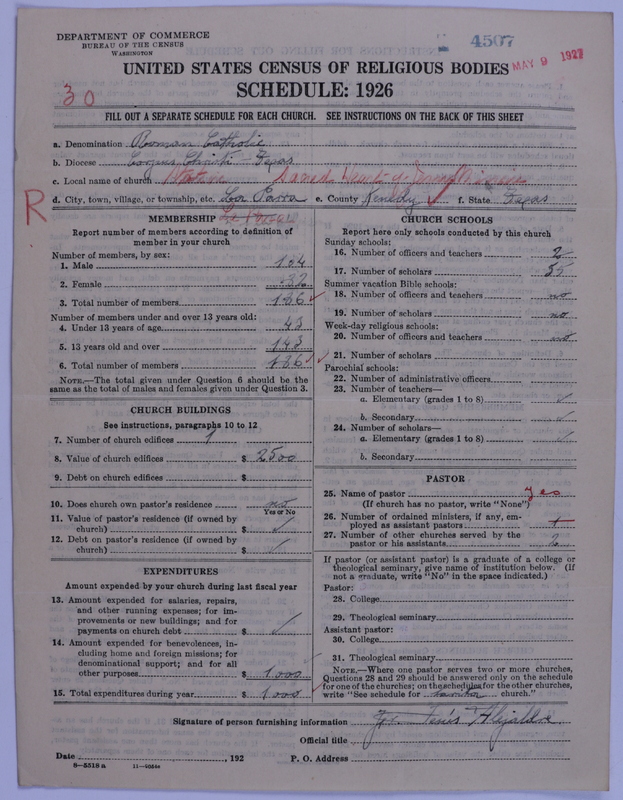 DEPARTMENT OF COMMERCE
BUREAU OF THE CENSUS
WASHINGTON
4507
MAY 9 1927
UNITED STATES CENSUS OF RELIGIOUS BODIES
SCHEDULE: 1926
30
FILL OUT A SEPARATE SCHEDULE FOR EACH CHURCH. SEE INSTRUCTIONS ON THE BACK OF THIS SHEET
a. Denomination Roman Catholic
b. Diocese Corpus Christi - Texas
c. Local name of church Sacred Heart of
R
d. City, town, village, or township, etc. La Parra e. County Kenedy f. State Texas
MEMBERSHIP
Report number of members according to definition of
member in your church
Number of members, by sex:
1. Male 104
2. Female 82
3. Total number of members 186
Number of members under and over 13 years old:
4. Under 13 years of age 43
5. 13 years old and over 143
6. Total number of members 186
NOTE.—The total given under Question 6 should be the
same as the total of males and females given under Question 3.
CHURCH BUILDINGS
See instructions, paragraphs 10 to 12
7. Number of church edifices 1
8. Value of church edifices $ 2500
9. Debt on church edifices $
10. Does church own pastor's residence no
Yes or No
11. Value of pastor's residence (if owned by
church) $ ✓
12. Debt on pastor's residence (if owned by
church) $ ✓
EXPENDITURES
Amount expended by your church during last fiscal year
13. Amount expended for salaries, repairs,
and other running expenses; for im-
provements or new buildings; and for
payments on church debt $ ✓
14. Amount expended for benevolences, in-
cluding home and foreign missions; for
denominational support; and for all
other purposes $ 1000
15. Total expenditures during year $ 1000
CHURCH SCHOOLS
Report here only schools conducted by this church
Sunday schools:
16. Number of officers and teachers 2
17. Number of scholars
Summer vacation Bible schools:
18. Number of officers and teachers no
19. Number of scholars no
Week-day religious schools:
20. Number of officers and teachers no
21. Number of scholars ✓
Parochial schools:
22. Number of administrative officers
23. Number of teachers—
a. Elementary (grades 1 to 8) ✓
b. Secondary ✓
24. Number of scholars—
a. Elementary (grades 1 to 8) ✓
b. Secondary
PASTOR
25. Name of pastor yes
(If church has no pastor, write "None")
26. Number of ordained ministers, if any, em-
ployed as assistant pastors
27. Number of other churches served by the
pastor or his assistants 2
If pastor (or assistant pastor) is a graduate of a college or
theological seminary, give name of institution below. (If
not a graduate, write "No" in the space indicated.)
Pastor:
28. College
29. Theological seminary
Assistant pastor:
30. College
31. Theological seminary
NOTE.—Where one pastor serves two or more churches,
Questions 28 and 29 should be answered only on the schedule
for one of the churches; on the schedules for the other churches,
write "See schedule for church."
Signature of person furnishing information
Official title
Date , 192 P. O. Address
8—5518 a